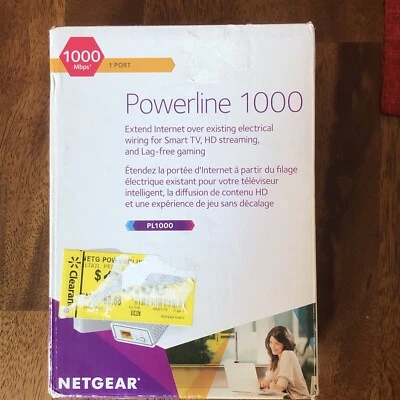 1000
Mbps¹
1 PORT
Powerline 1000
Extend Internet over existing electrical
wiring for Smart TV, HD streaming,
and Lag-free gaming
Étendez la portée d'Internet à partir du filage
électrique existant pour votre téléviseur
intelligent, la diffusion de contenu HD
et une expérience de jeu sans décalage
PL1000
NETG
$
NETGEAR®